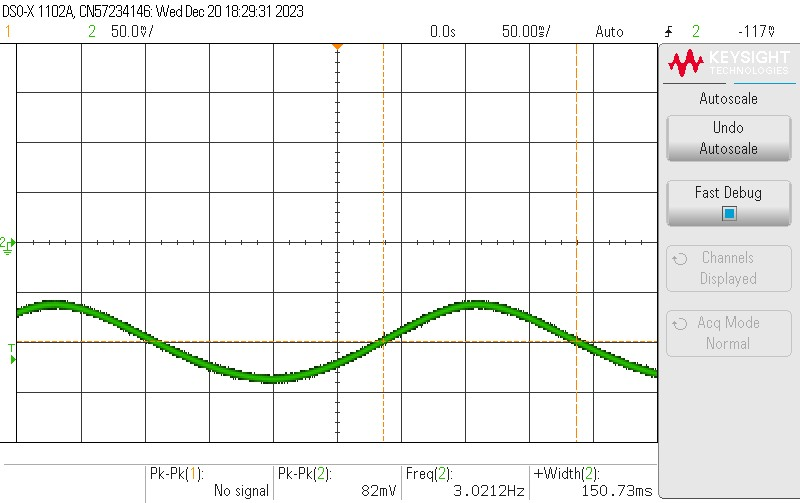 DSO-X 1102A, CN57234146: Wed Dec 20 18:29:31 2023
1 2 50.0mV/ 0.0s 50.00ms/ Auto 2 -117mV
KEYSIGHT
TECHNOLOGIES
Autoscale
Undo
Autoscale
Fast Debug
Channels
Displayed
Acq Mode
Normal
2
T
Pk-Pk(1): Pk-Pk(2): Freq(2): +Width(2):
No signal 82mV 3.0212Hz 150.73ms